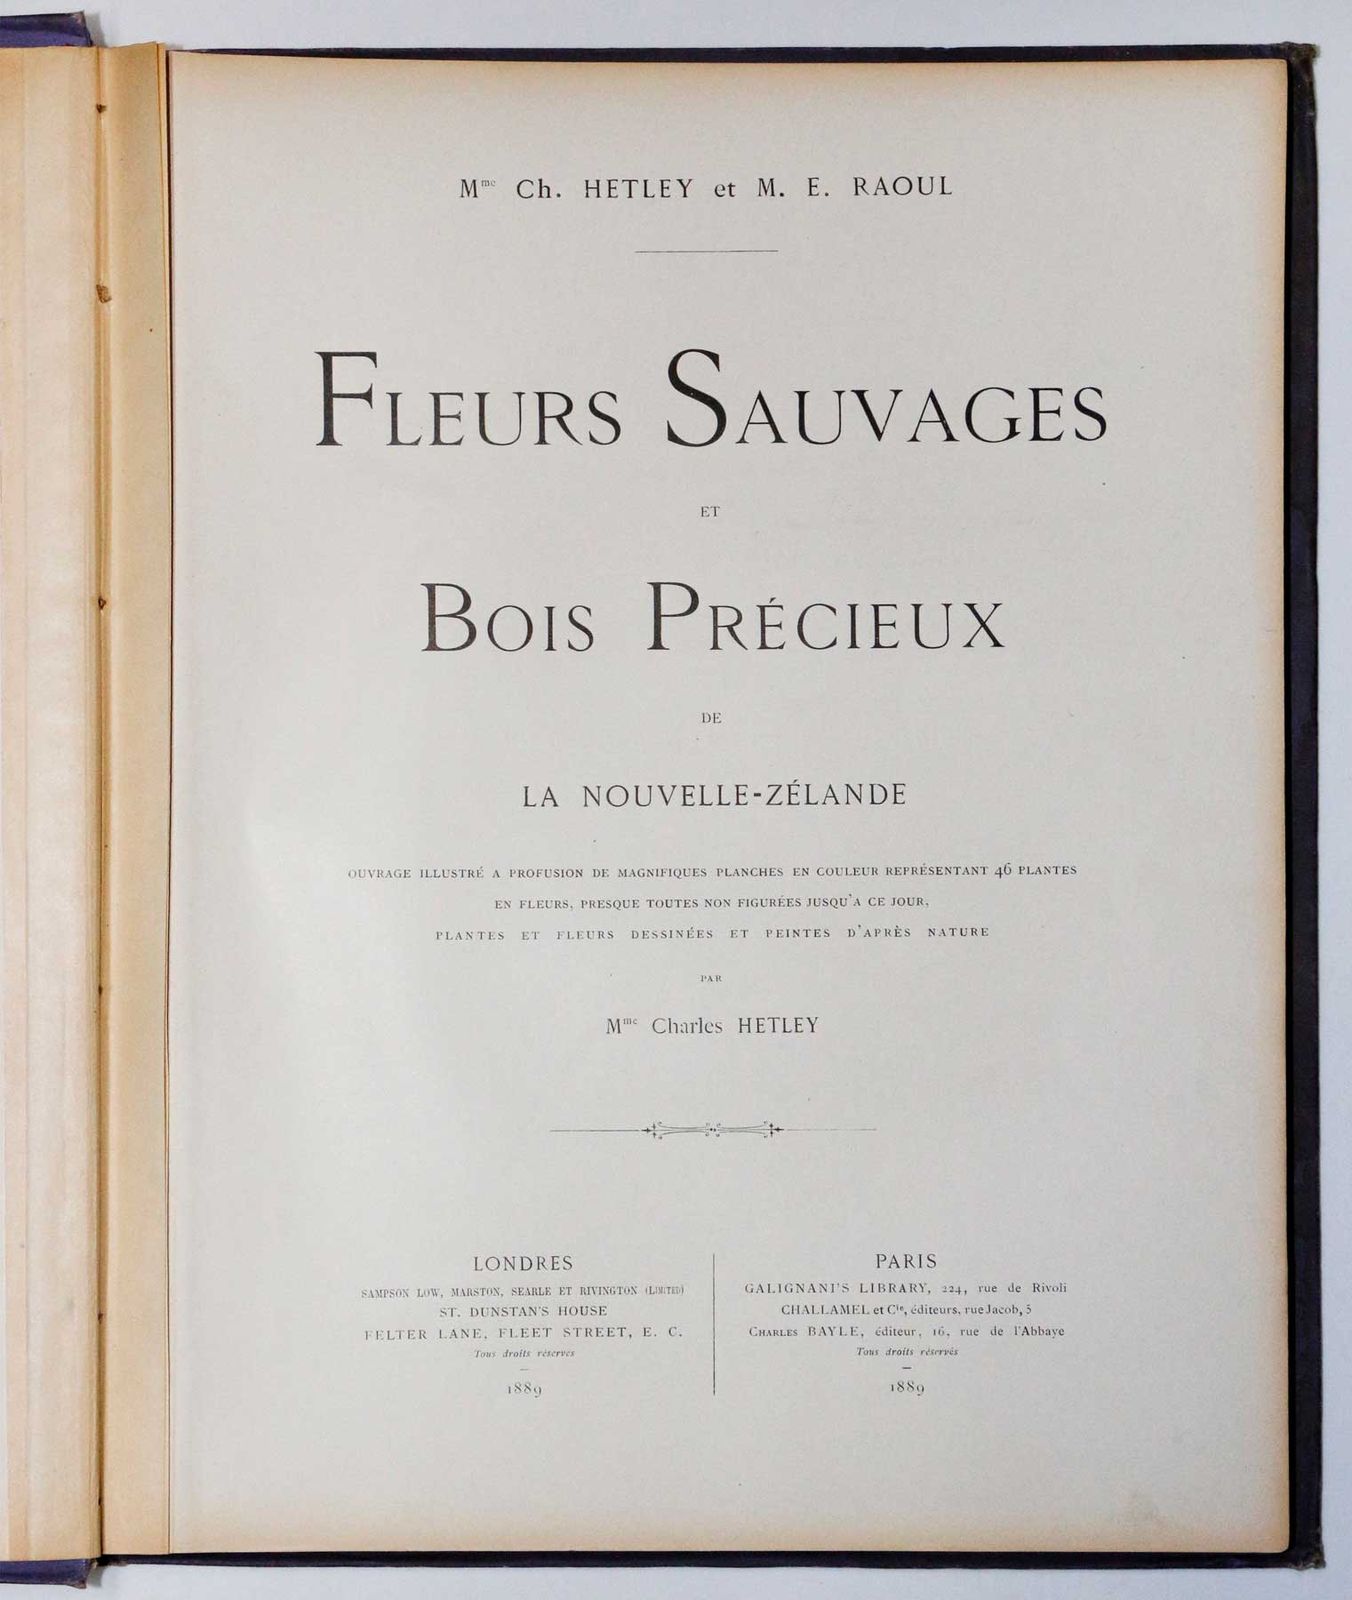 Mme Ch. HETLEY et M. E. RAOUL
FLEURS SAUVAGES
ET
BOIS PRÉCIEUX
DE
LA NOUVELLE-ZÉLANDE
OUVRAGE ILLUSTRÉ A PROFUSION DE MAGNIFIQUES PLANCHES EN COULEUR REPRÉSENTANT 46 PLANTES
EN FLEURS, PRESQUE TOUTES NON FIGURÉES JUSQU'A CE JOUR,
PLANTES ET FLEURS DESSINÉES ET PEINTES D'APRÈS NATURE
PAR
Mme Charles HETLEY
LONDRES
SAMPSON LOW, MARSTON, SEARLE ET RIVINGTON (LIMITED)
ST. DUNSTAN'S HOUSE
FELTER LANE, FLEET STREET, E. C.
Tous droits réservés
1889
PARIS
GALIGNANI'S LIBRARY, 224, rue de Rivoli
CHALLAMEL et Cie, éditeurs, rue Jacob, 5
CHARLES BAYLE, éditeur, 16, rue de l'Abbaye
Tous droits réservés
1889